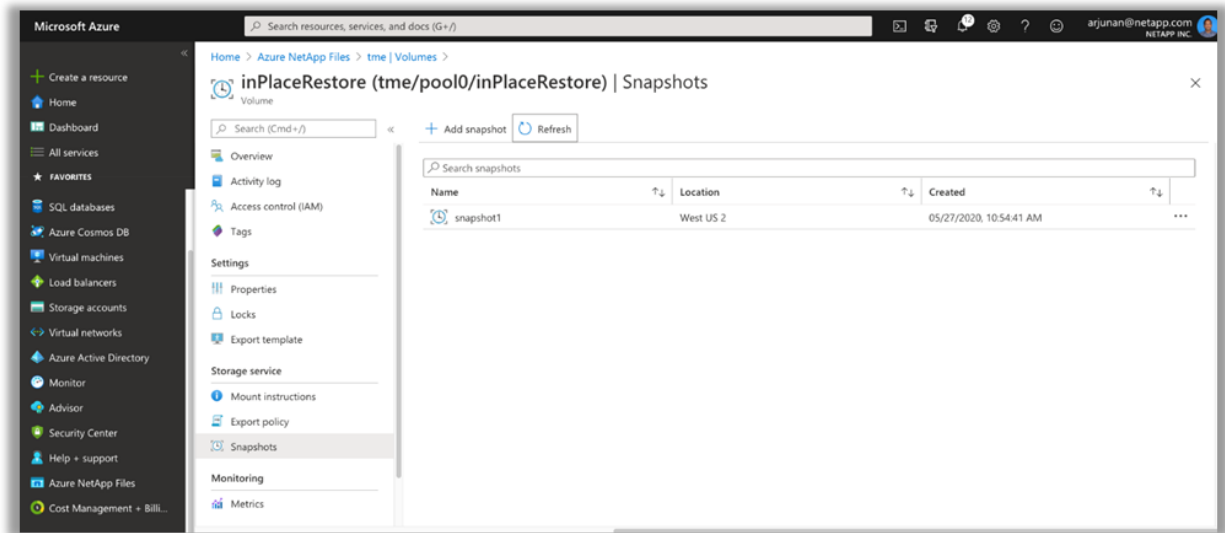 Microsoft Azure
Search resources, services, and docs (G+/)
12
arjunan@netapp.com
NETAPP INC.
Create a resource
Home
Dashboard
All services
FAVORITES
SQL databases
Azure Cosmos DB
Virtual machines
Load balancers
Storage accounts
Virtual networks
Azure Active Directory
Monitor
Advisor
Security Center
Help + support
Azure NetApp Files
Cost Management + Billi...
Home > Azure NetApp Files > tme | Volumes >
inPlaceRestore (tme/pool0/inPlaceRestore) | Snapshots
Volume
Search (Cmd+/)
Overview
Activity log
Access control (IAM)
Tags
Settings
Properties
Locks
Export template
Storage service
Mount instructions
Export policy
Snapshots
Monitoring
Metrics
Add snapshot Refresh
Search snapshots
Name Location Created
snapshot1 West US 2 05/27/2020, 10:54:41 AM